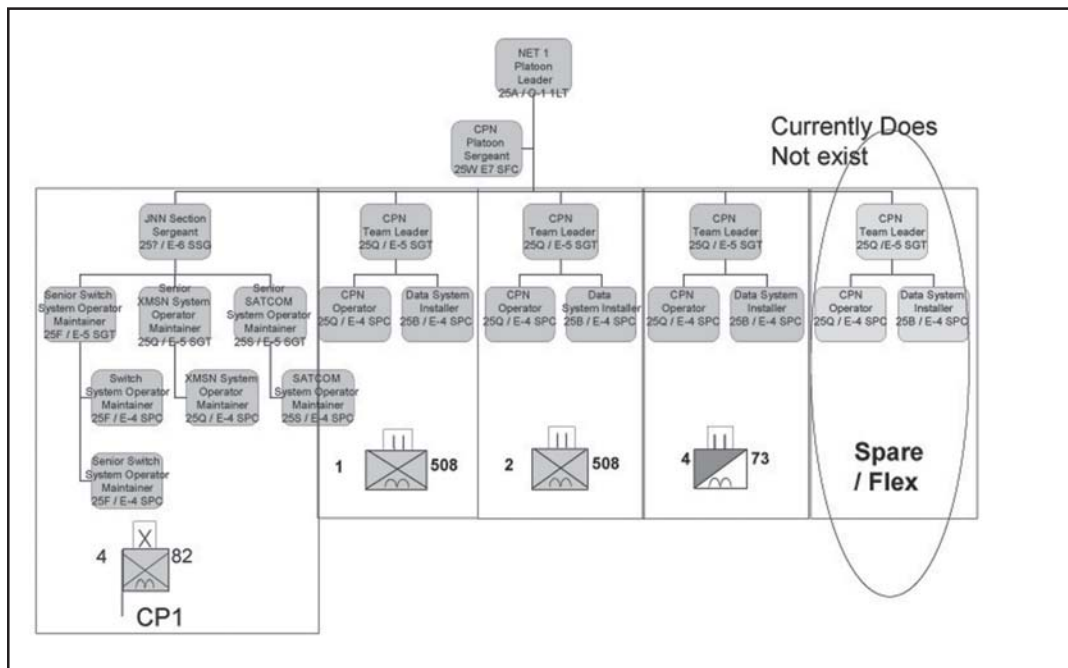 NET 1
Platoon
Leader
25A / O-1 1LT
CPN
Platoon
Sergeant
25W E7 SFC
Currently Does
Not exist
JNN Section
Sergeant
25? / E-6 SSG
CPN
Team Leader
25Q / E-5 SGT
CPN
Team Leader
25Q / E-5 SGT
CPN
Team Leader
25Q / E-5 SGT
CPN
Team Leader
25Q /E-5 SGT
Senior Switch
System Operator
Maintainer
25F / E-5 SGT
Senior
XMSN System
Operator
Maintainer
25Q / E-5 SGT
Senior
SATCOM
System Operator
Maintainer
25S / E-5 SGT
CPN
Operator
25Q / E-4 SPC
Data System
Installer
25B / E-4 SPC
CPN
Operator
25Q / E-4 SPC
Data
System Installer
25B / E-4 SPC
CPN
Operator
25Q / E-4 SPC
Data System
Installer
25B / E-4 SPC
CPN
Operator
25Q / E-4 SPC
Data System
Installer
25B / E-4 SPC
Switch
System Operator
Maintainer
25F / E-4 SPC
XMSN System
Operator
Maintainer
25Q / E-4 SPC
SATCOM
System Operator
Maintainer
25S / E-4 SPC
Senior Switch
System Operator
Maintainer
25F / E-4 SPC
1 508
2 508
4 73
Spare
/ Flex
4 82
CP1